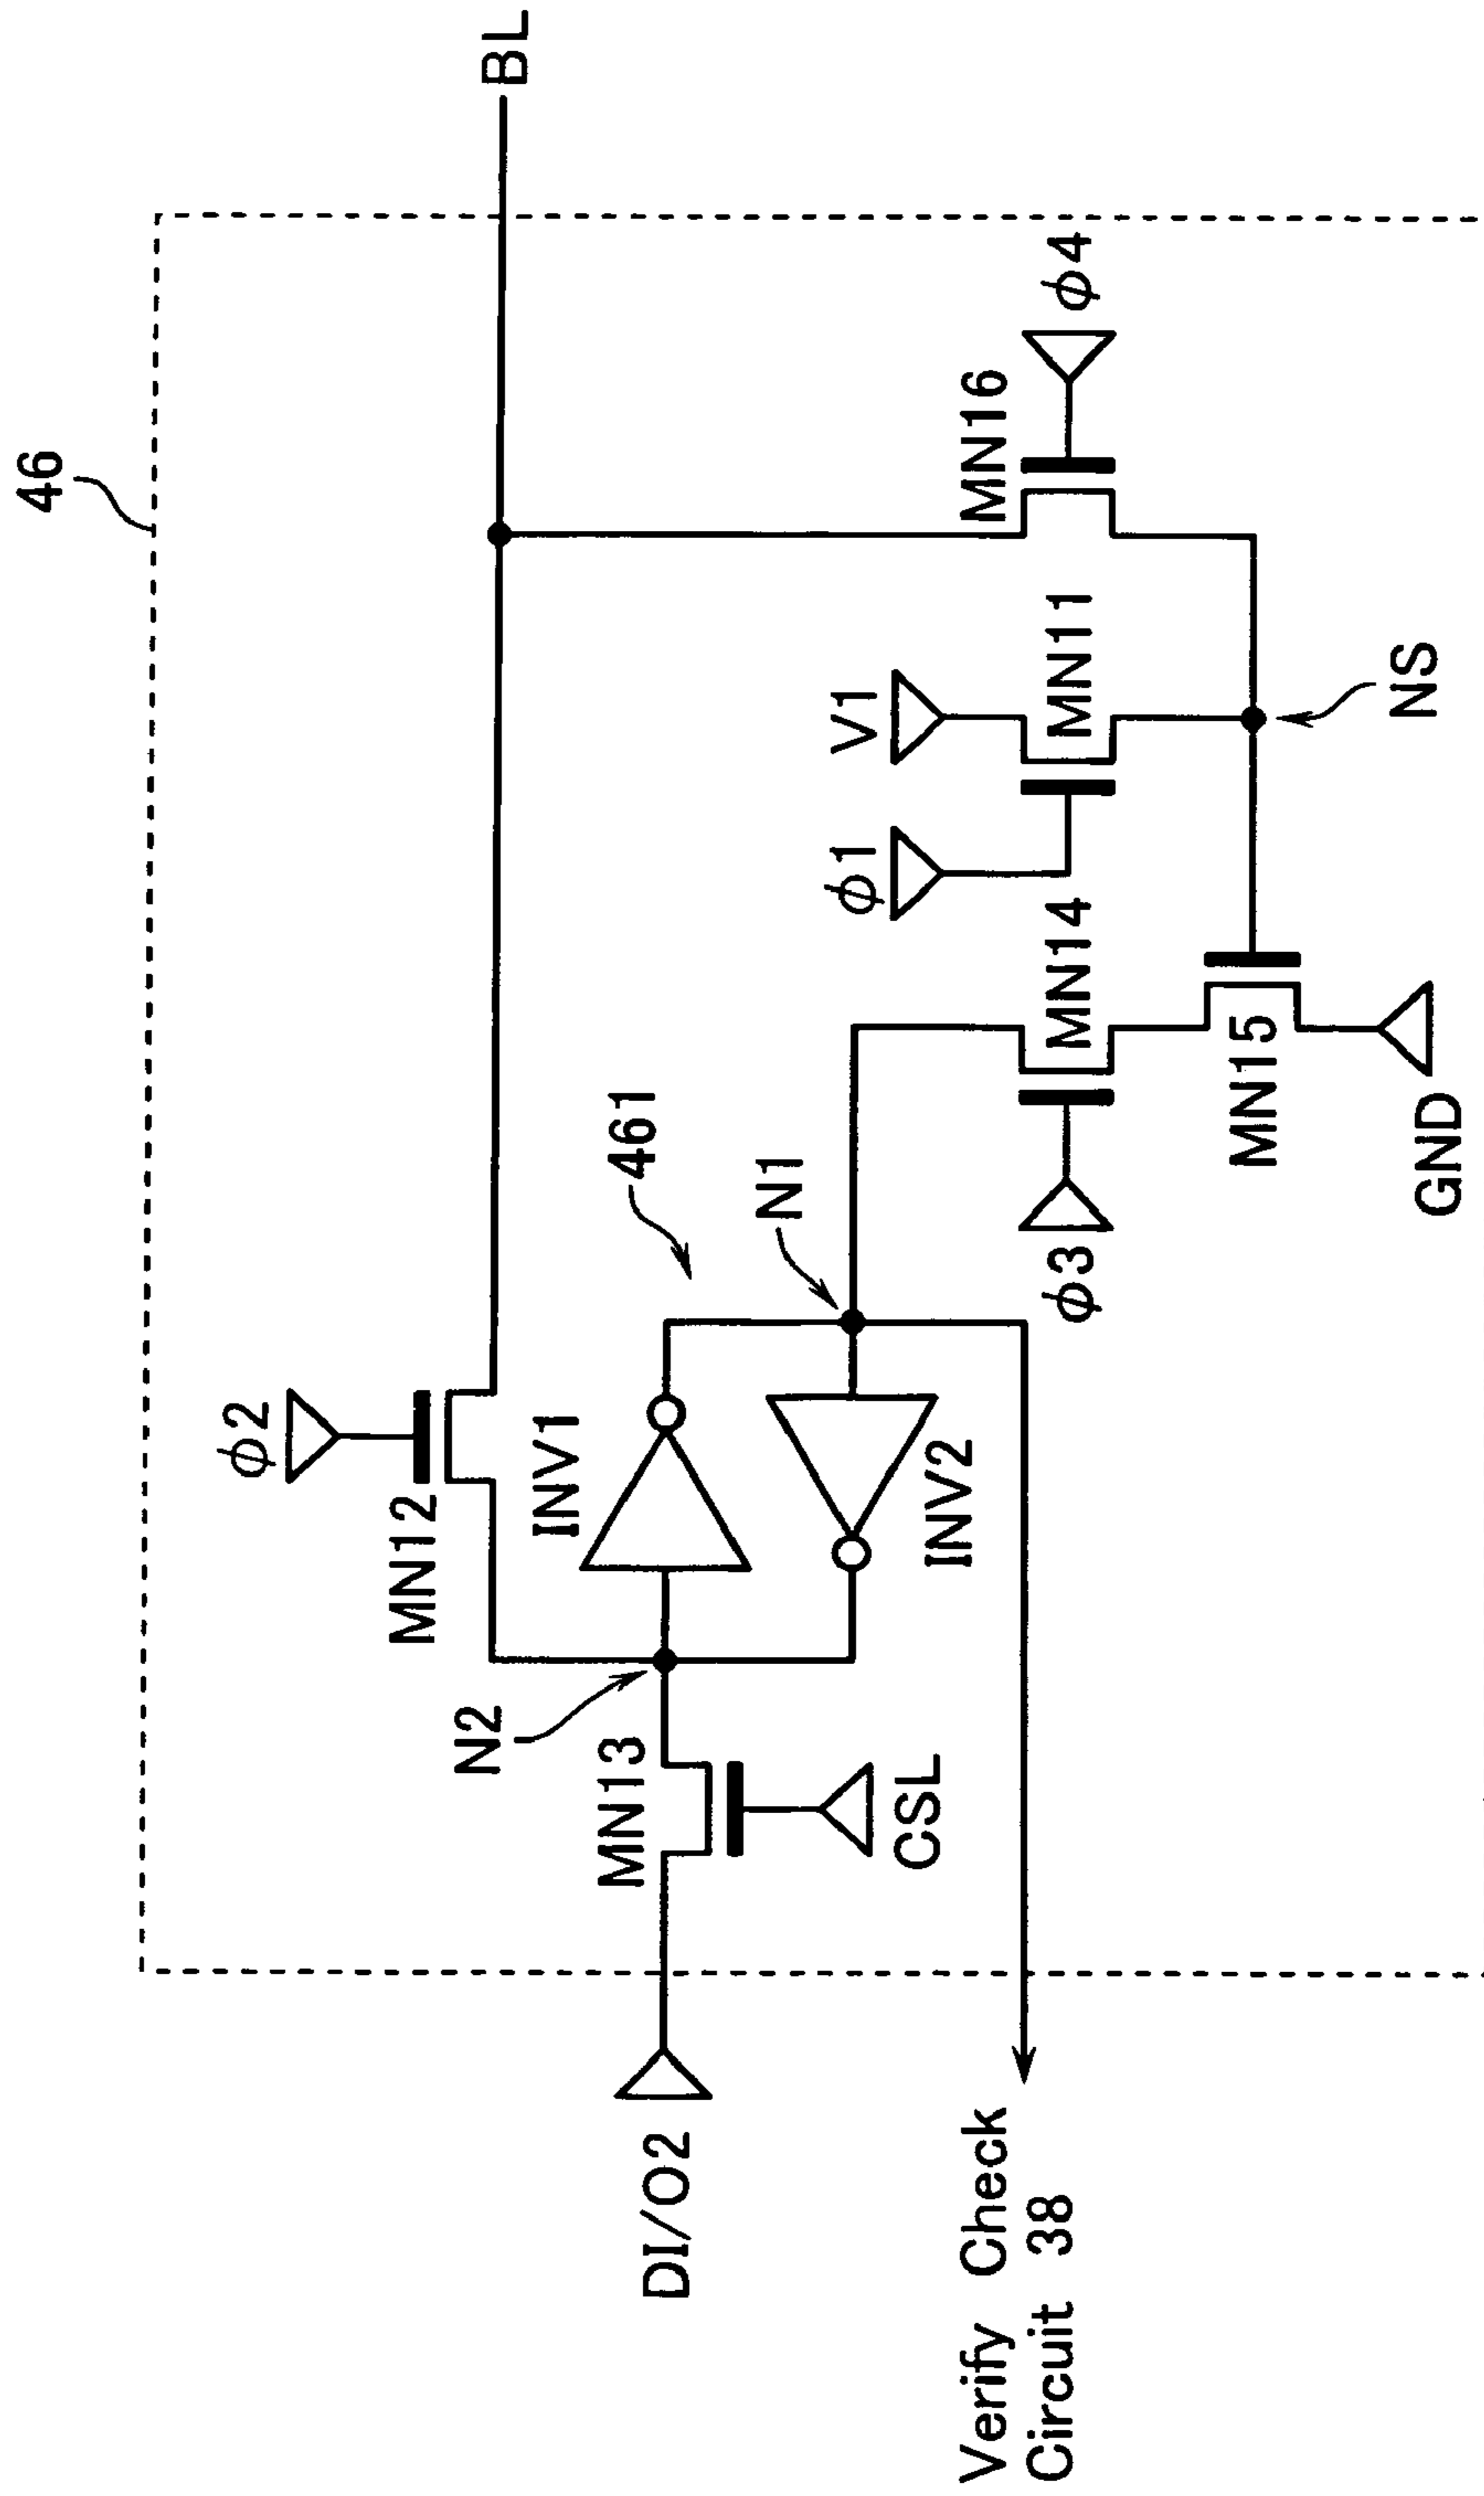 46
BL
φ2
MN12
N2
INV1
461
N1
INV2
MN13
CSL
DI/O2
Verify Check
Circuit 38
φ3
MN14
φ1
V1
MN11
MN16
φ4
MN15
GND
NS